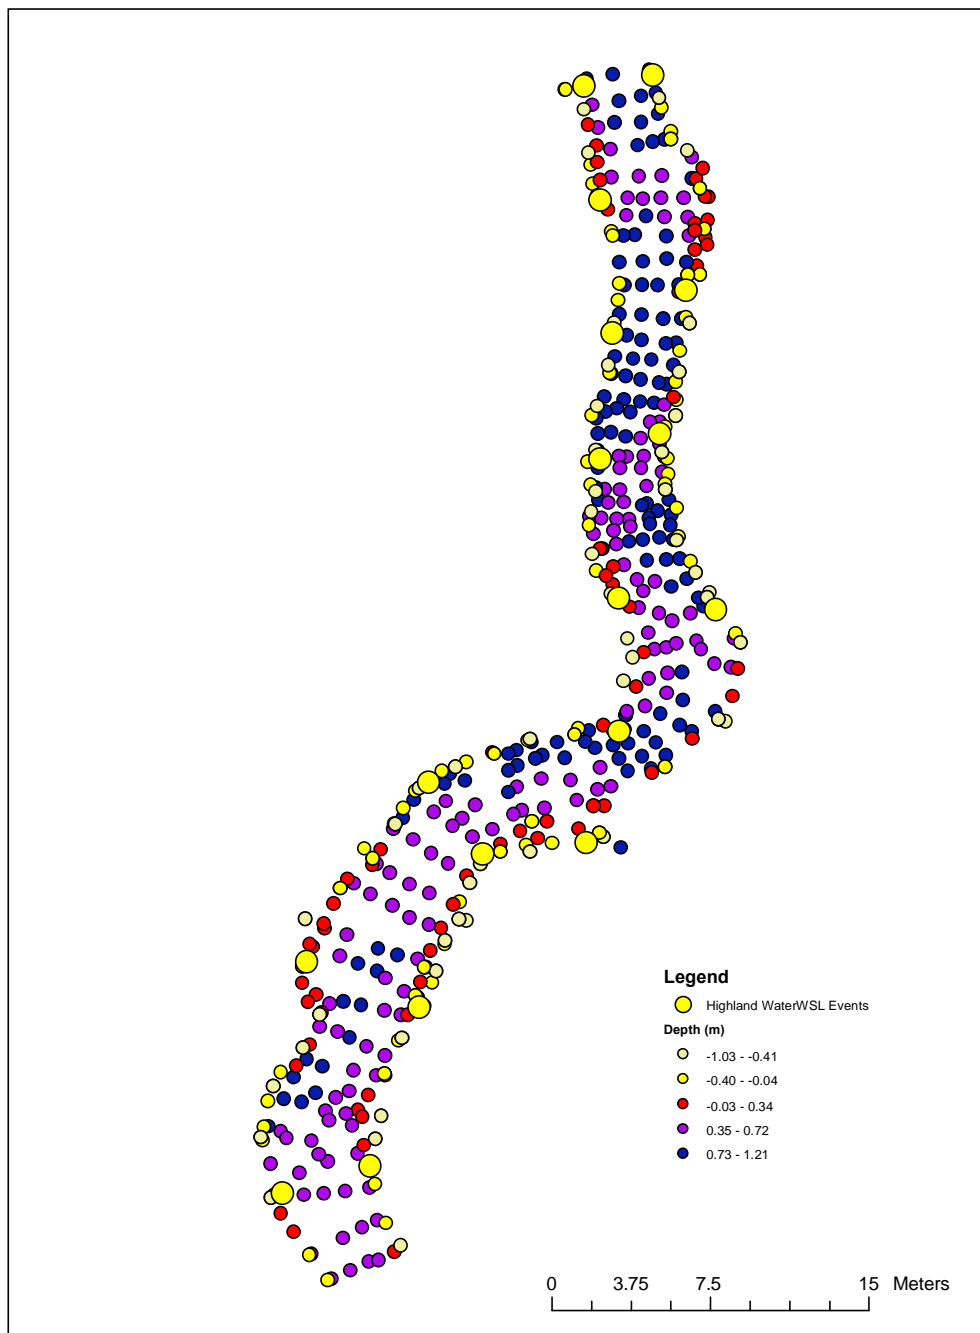 Legend
Highland WaterWSL Events
Depth (m)
-1.03 - -0.41
-0.40 - -0.04
-0.03 - 0.34
0.35 - 0.72
0.73 - 1.21
0 3.75 7.5 15 Meters